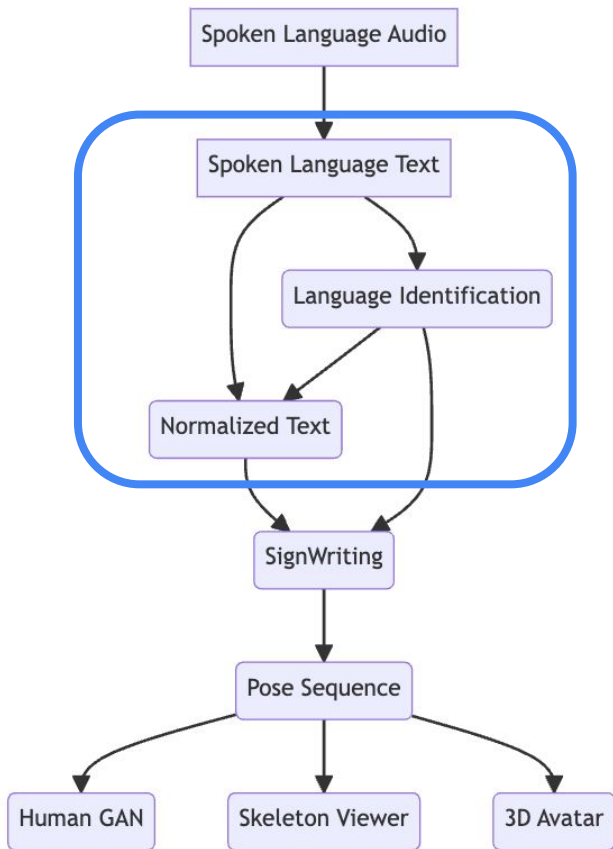 Spoken Language Audio
Spoken Language Text
Language Identification
Normalized Text
SignWriting
Pose Sequence
Human GAN
Skeleton Viewer
3D Avatar